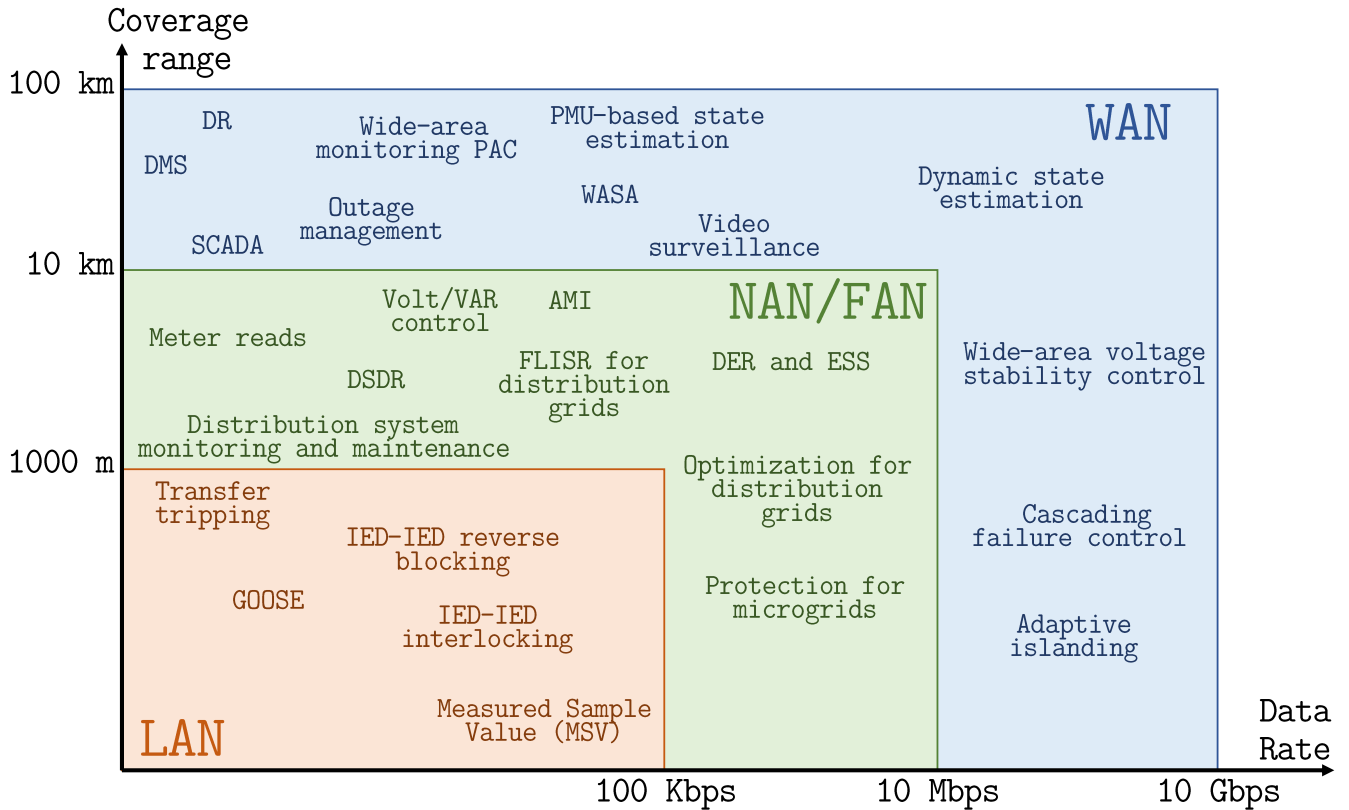 Coverage
range
100 km
DR
Wide-area
monitoring PAC
PMU-based state
estimation
WAN
DMS
Dynamic state
estimation
WASA
Outage
management
Video
surveillance
SCADA
10 km
Volt/VAR
control
AMI
NAN/FAN
Meter reads
DSDR
FLISR for
distribution
grids
DER and ESS
Wide-area voltage
stability control
Distribution system
monitoring and maintenance
1000 m
Optimization for
distribution
grids
Transfer
tripping
IED-IED reverse
blocking
Cascading
failure control
GOOSE
IED-IED
interlocking
Protection for
microgrids
Adaptive
islanding
Measured Sample
Value (MSV)
LAN
Data
Rate
100 Kbps
10 Mbps
10 Gbps